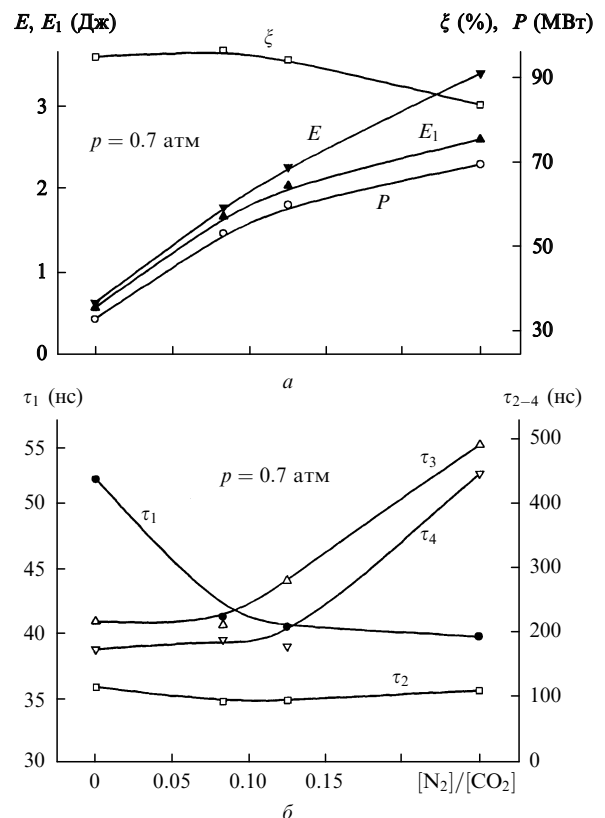 E, E₁ (Дж)
ξ (%), P (МВт)
ξ
90
3
E
E₁
p = 0.7 атм
70
2
P
50
1
30
0
а
τ₁ (нс)
τ₂₋₄ (нс)
55
500
τ₃
p = 0.7 атм
50
400
τ₁
τ₄
45
300
40
200
35
τ₂
100
30
0
0 0.05 0.10 0.15 [N₂]/[CO₂]
б